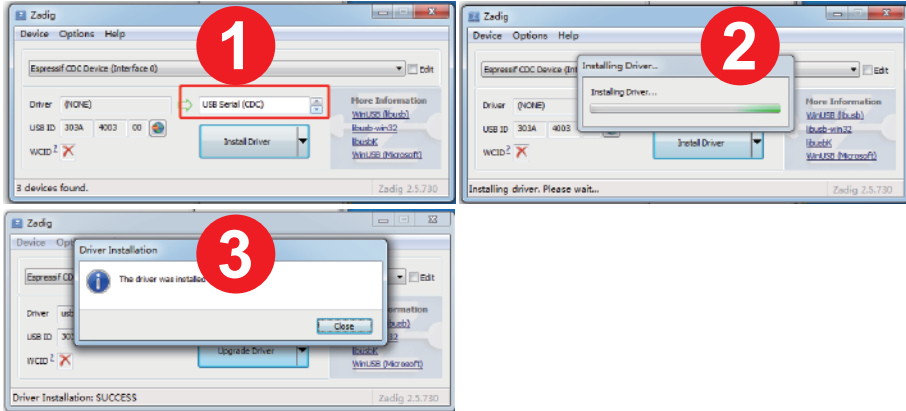 Zadig
Device Options Help
1
Espressif CDC Device (Interface 0)
Edit
Driver (NONE)
USB Serial (CDC)
More Information
WinUSB (libusb)
USB ID 303A 4003 00
libusb-win32
Install Driver
libusbK
WCID ?
WinUSB (Microsoft)
3 devices found.
Zadig 2.5.730
Zadig
Device Options Help
2
Installing Driver...
Espressif CDC Device (Int
Edit
Installing Driver...
Driver (NONE)
More Information
WinUSB (libusb)
USB ID 303A 4003
libusb-win32
Install Driver
libusbK
WCID ?
WinUSB (Microsoft)
Installing driver. Please wait...
Zadig 2.5.730
Zadig
Device
3
Driver Installation
Espressif CD
The driver was installed
Edit
Driver
Close
USB ID
WCID ?
Upgrade Driver
libusbK
WinUSB (Microsoft)
Driver Installation: SUCCESS
Zadig 2.5.730